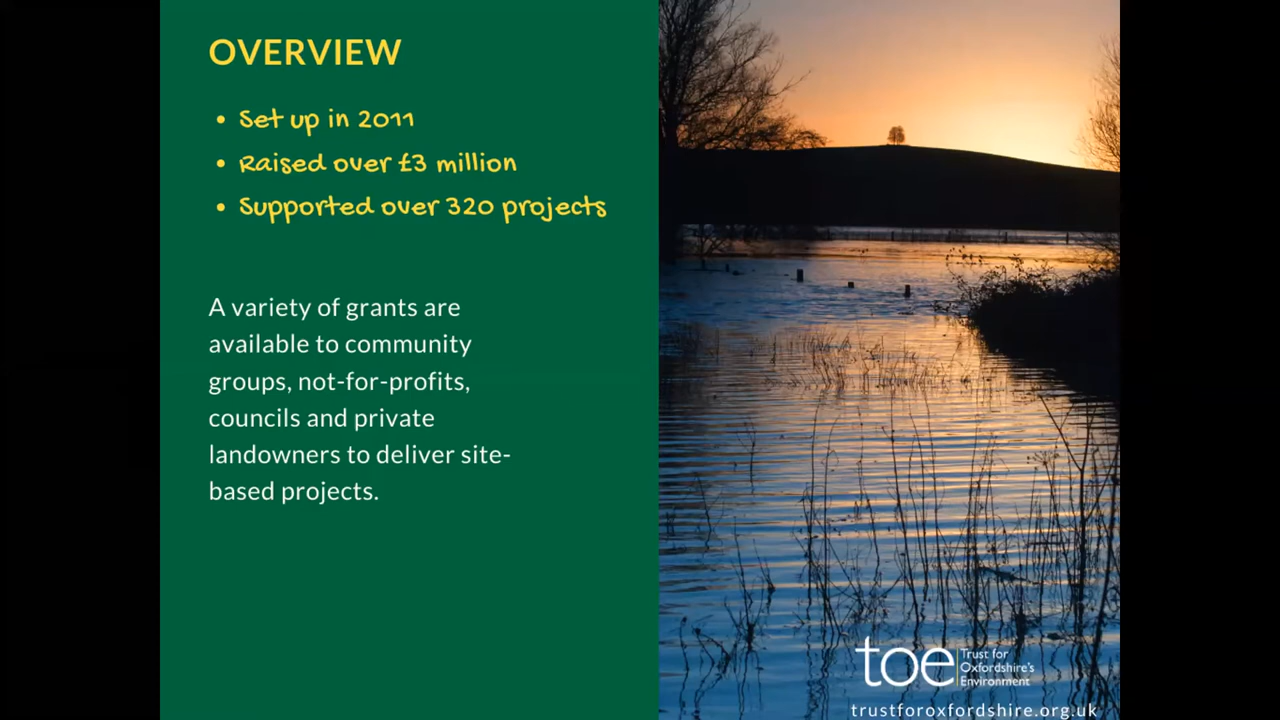 OVERVIEW
• Set up in 2011
• Raised over £3 million
• Supported over 320 projects
A variety of grants are
available to community
groups, not-for-profits,
councils and private
landowners to deliver site-
based projects.
toe
Trust for
Oxfordshire's
Environment
trustforoxfordshire.org.uk